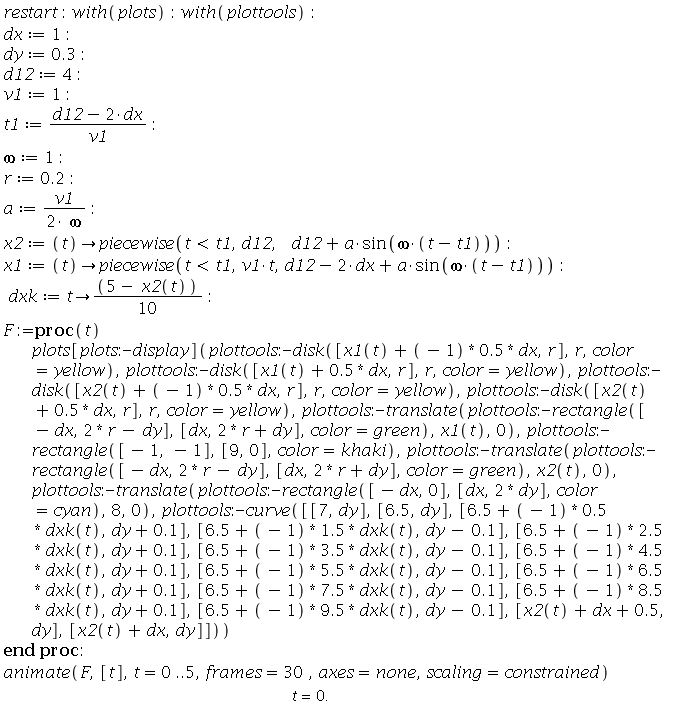 restart : with(plots) : with(plottools) :
dx := 1 :
dy := 0.3 :
d12 := 4 :
v1 := 1 :
t1 := (d12 − 2·dx)/v1 :
ω := 1 :
r := 0.2 :
a := v1/(2· ω) :
x2 := (t) → piecewise(t < t1, d12, d12 + a·sin(ω·(t − t1))) :
x1 := (t) → piecewise(t < t1, v1·t, d12 − 2·dx + a·sin(ω·(t − t1))) :
dxk := t → (5 − x2(t))/10 :
F := proc(t)
plots[plots:-display](plottools:-disk([x1(t) + ( − 1) * 0.5 * dx, r], r, color
= yellow), plottools:-disk([x1(t) + 0.5 * dx, r], r, color = yellow), plottools:-
disk([x2(t) + ( − 1) * 0.5 * dx, r], r, color = yellow), plottools:-disk([x2(t)
+ 0.5 * dx, r], r, color = yellow), plottools:-translate(plottools:-rectangle([
− dx, 2 * r − dy], [dx, 2 * r + dy], color = green), x1(t), 0), plottools:-
rectangle([ − 1, − 1], [9, 0], color = khaki), plottools:-translate(plottools:-
rectangle([ − dx, 2 * r − dy], [dx, 2 * r + dy], color = green), x2(t), 0),
plottools:-translate(plottools:-rectangle([ − dx, 0], [dx, 2 * dy], color
= cyan), 8, 0), plottools:-curve([[7, dy], [6.5, dy], [6.5 + ( − 1) * 0.5
* dxk(t), dy + 0.1], [6.5 + ( − 1) * 1.5 * dxk(t), dy − 0.1], [6.5 + ( − 1) * 2.5
* dxk(t), dy + 0.1], [6.5 + ( − 1) * 3.5 * dxk(t), dy − 0.1], [6.5 + ( − 1) * 4.5
* dxk(t), dy + 0.1], [6.5 + ( − 1) * 5.5 * dxk(t), dy − 0.1], [6.5 + ( − 1) * 6.5
* dxk(t), dy + 0.1], [6.5 + ( − 1) * 7.5 * dxk(t), dy − 0.1], [6.5 + ( − 1) * 8.5
* dxk(t), dy + 0.1], [6.5 + ( − 1) * 9.5 * dxk(t), dy − 0.1], [x2(t) + dx + 0.5,
dy], [x2(t) + dx, dy]]))
end proc:
animate(F, [t], t = 0 ..5, frames = 30 , axes = none, scaling = constrained)
t = 0.